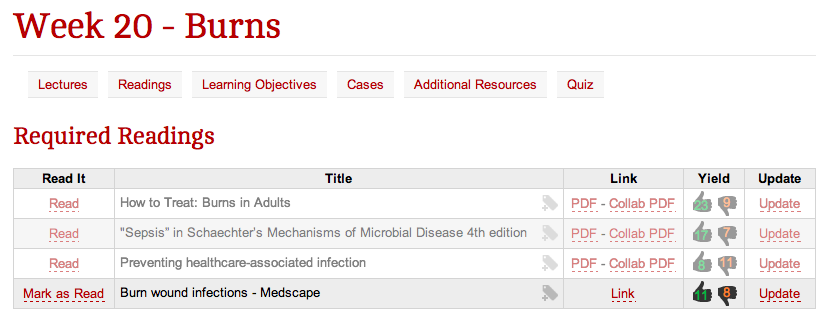 Week 20 - Burns
Lectures Readings Learning Objectives Cases Additional Resources Quiz
Required Readings
Read It Title Link Yield Update
Read How to Treat: Burns in Adults PDF - Collab PDF 23 9 Update
Read "Sepsis" in Schaechter's Mechanisms of Microbial Disease 4th edition PDF - Collab PDF 17 7 Update
Read Preventing healthcare-associated infection PDF - Collab PDF 8 11 Update
Mark as Read Burn wound infections - Medscape Link 11 8 Update